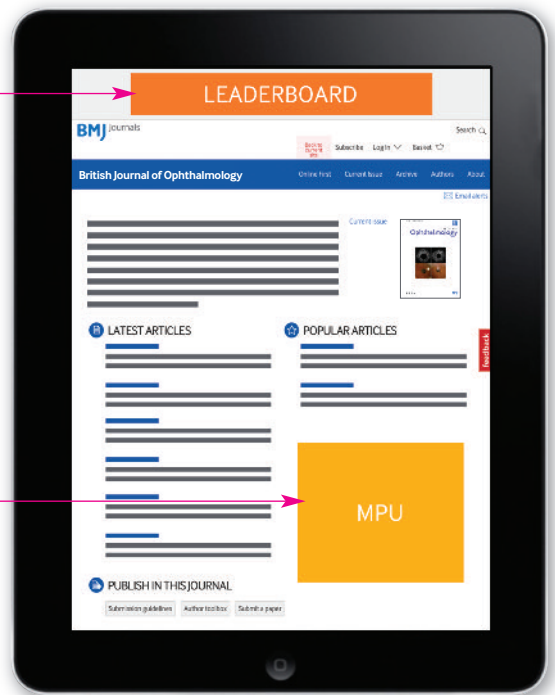 LEADERBOARD
BMJ Journals
Search
Subscribe Log In Basket
British Journal of Ophthalmology
Online First Current Issue Archive Authors About
Email alerts
Current issue
Ophthalmology
LATEST ARTICLES
POPULAR ARTICLES
feedback
MPU
PUBLISH IN THIS JOURNAL
Submission guidelines Author toolbox Submit a paper